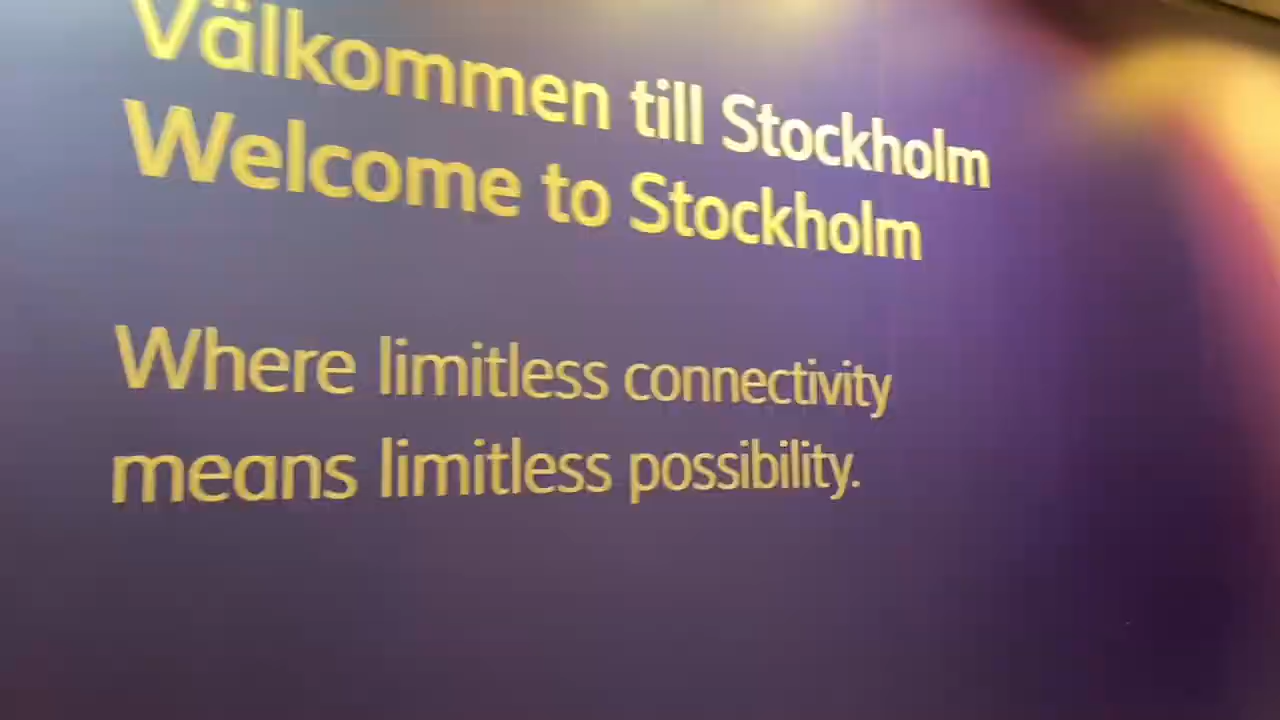 Välkommen till Stockholm
Welcome to Stockholm
Where limitless connectivity
means limitless possibility.